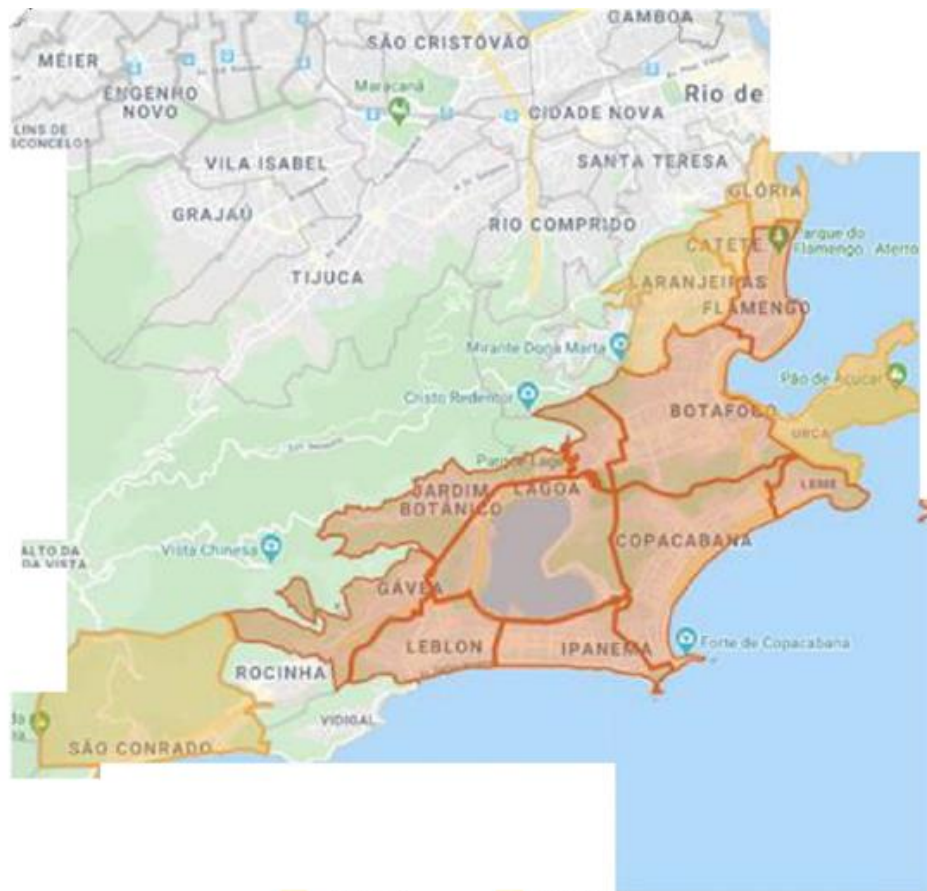 GAMBOA
SÃO CRISTÓVÃO
MÉIER
Maracanã
Rio de
ENGENHO
NOVO
CIDADE NOVA
LINS DE
SCONCELOS
VILA ISABEL
SANTA TERESA
GLÓRIA
GRAJAÚ
RIO COMPRIDO
Parque do
Flamengo - Aterro
CATETE
TIJUCA
LARANJEIRAS
FLAMENGO
Mirante Dona Marta
Pão de Açúcar
Cristo Redentor
BOTAFOGO
URCA
Parque Lage
JARDIM
BOTÂNICO
LAGOA
LEME
COPACABANA
ALTO DA
DA VISTA
Vista Chinesa
GÁVEA
LEBLON
IPANEMA
Forte de Copacabana
ROCINHA
VIDIGAL
SÃO CONRADO